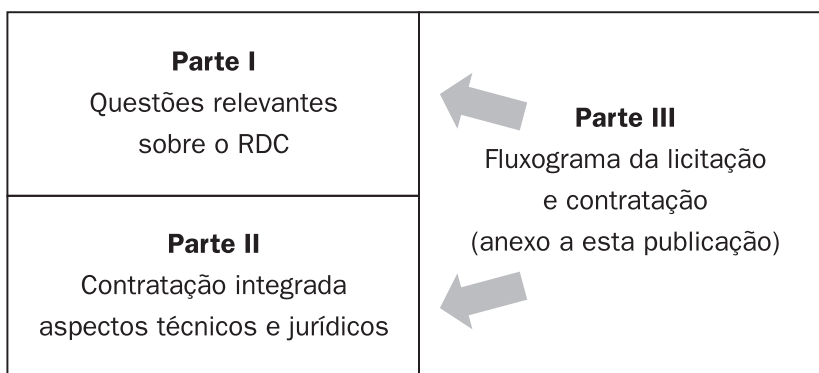 Parte I
Questões relevantes
sobre o RDC
Parte II
Contratação integrada
aspectos técnicos e jurídicos
Parte III
Fluxograma da licitação
e contratação
(anexo a esta publicação)